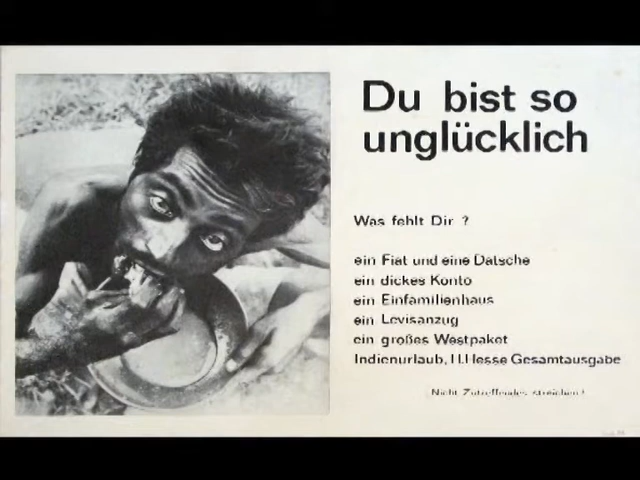 Du bist so
unglücklich
Was fehlt Dir ?
ein Fiat und eine Datsche
ein dickes Konto
ein Einfamilienhaus
ein Levisanzug
ein großes Westpaket
Indienurlaub, H.Hesse Gesamtausgabe
Nicht Zutreffendes streichen !